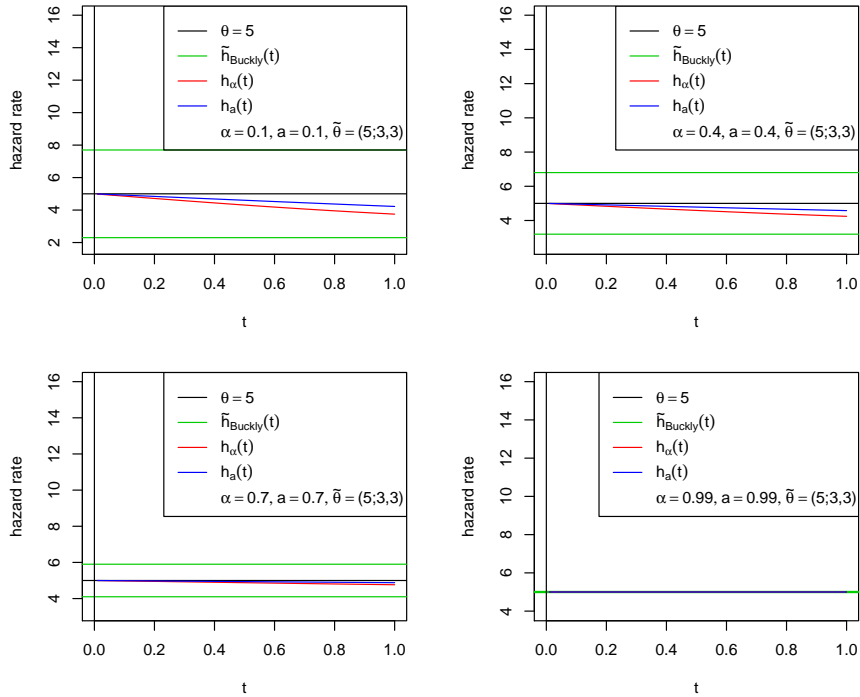 hazard rate
16
14
12
10
8
6
4
2
0.0 0.2 0.4 0.6 0.8 1.0
t
θ = 5
h̃Buckly(t)
hα(t)
ha(t)
α = 0.1, a = 0.1, θ̃ = (5;3,3)
hazard rate
16
14
12
10
8
6
4
0.0 0.2 0.4 0.6 0.8 1.0
t
θ = 5
h̃Buckly(t)
hα(t)
ha(t)
α = 0.4, a = 0.4, θ̃ = (5;3,3)
hazard rate
16
14
12
10
8
6
4
0.0 0.2 0.4 0.6 0.8 1.0
t
θ = 5
h̃Buckly(t)
hα(t)
ha(t)
α = 0.7, a = 0.7, θ̃ = (5;3,3)
hazard rate
16
14
12
10
8
6
4
0.0 0.2 0.4 0.6 0.8 1.0
t
θ = 5
h̃Buckly(t)
hα(t)
ha(t)
α = 0.99, a = 0.99, θ̃ = (5;3,3)